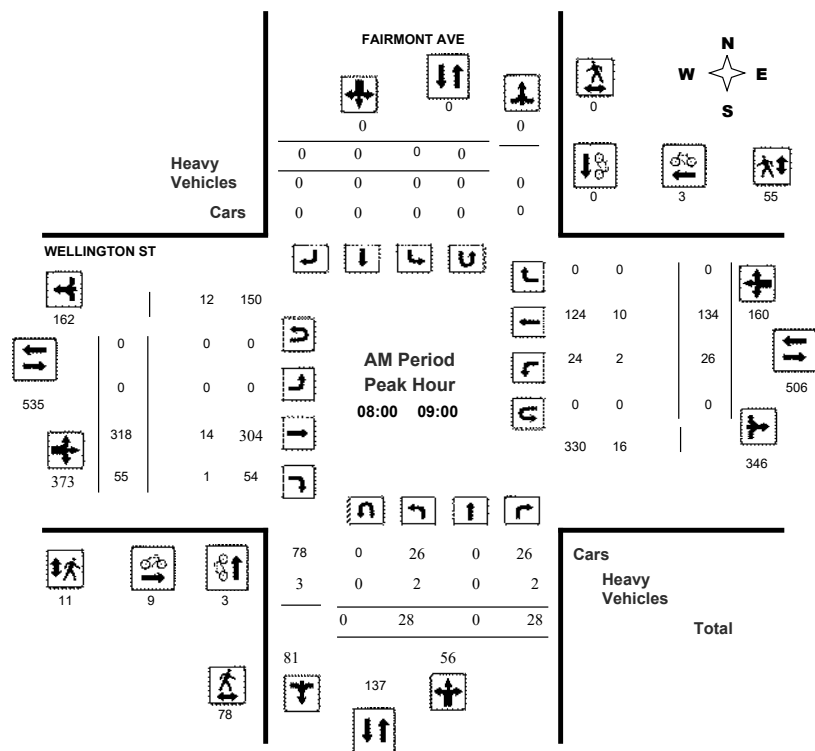 FAIRMONT AVE
N
W E
S
0
0
0 0
0 0 0 0
Heavy
Vehicles
0 0 0 0 0
Cars
0 0 0 0 0
0 3 55
WELLINGTON ST
162
12 150
0 0 0
535
0 0 0
318 14 304
373
55 1 54
AM Period
Peak Hour
08:00 09:00
0 0 0
124 10 134 160
24 2 26
506
0 0 0
330 16
346
78 0 26 0 26
Cars
3 0 2 0 2
Heavy
Vehicles
0 28 0 28
Total
11 9 3
81 56
137
78